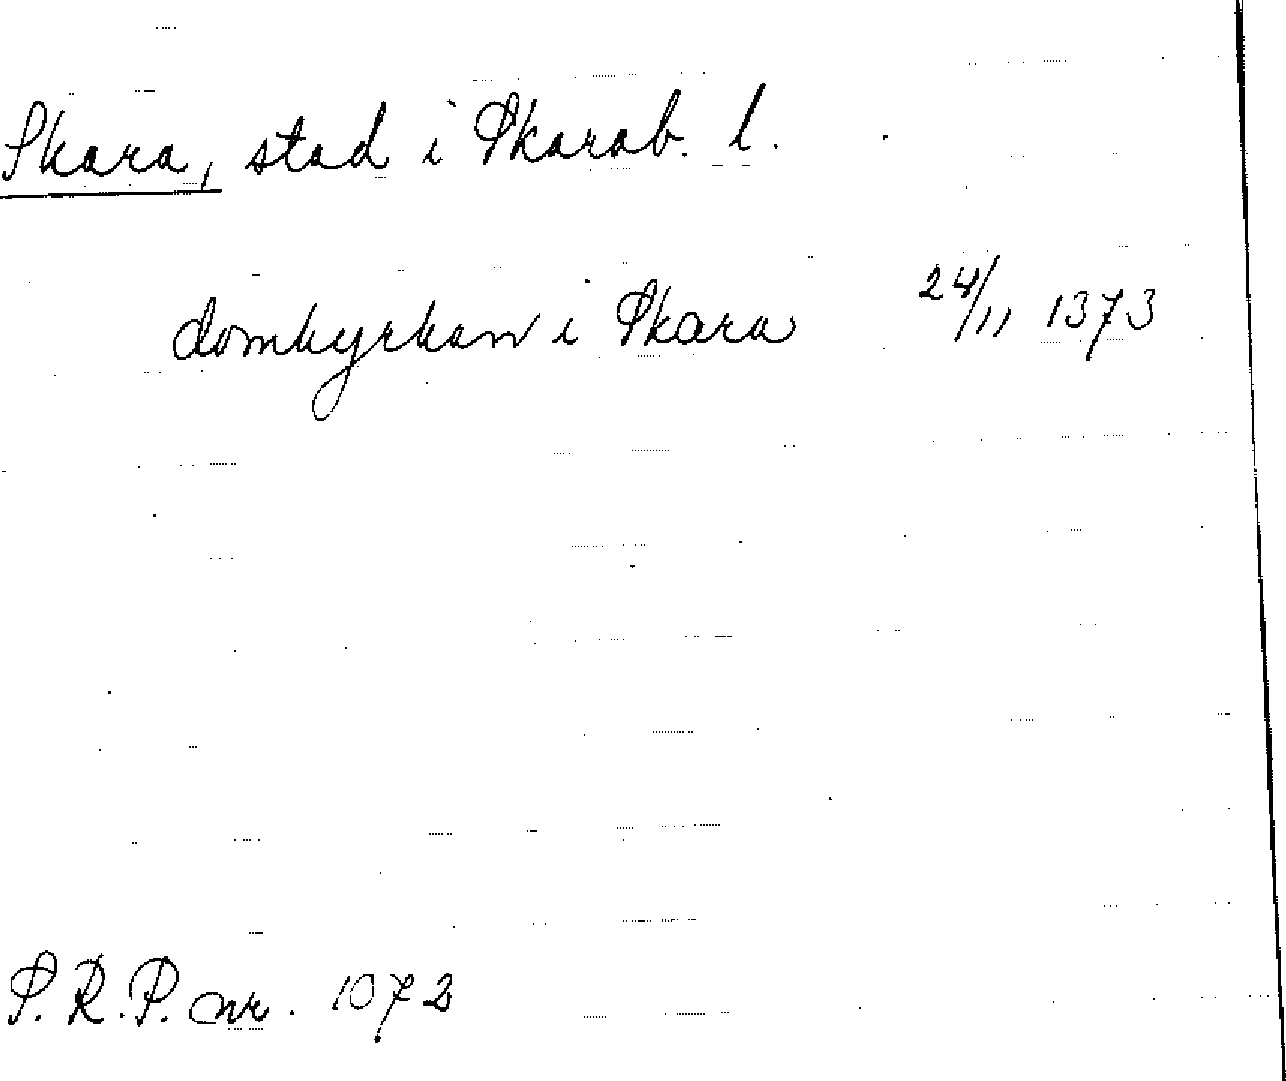 Skara, stad i Skarab. l.
domkyrkan i Skara 24/11 1373
S.R.P. nr. 1072